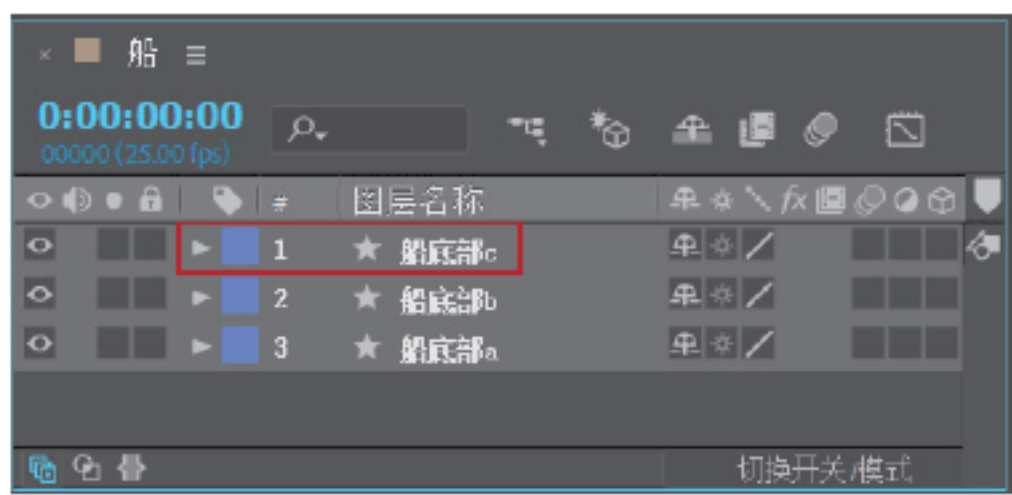 船
0:00:00:00
00000 (25.00 fps)
# 图层名称 fx
1 船底部c
2 船底部b
3 船底部a
切换开关/模式